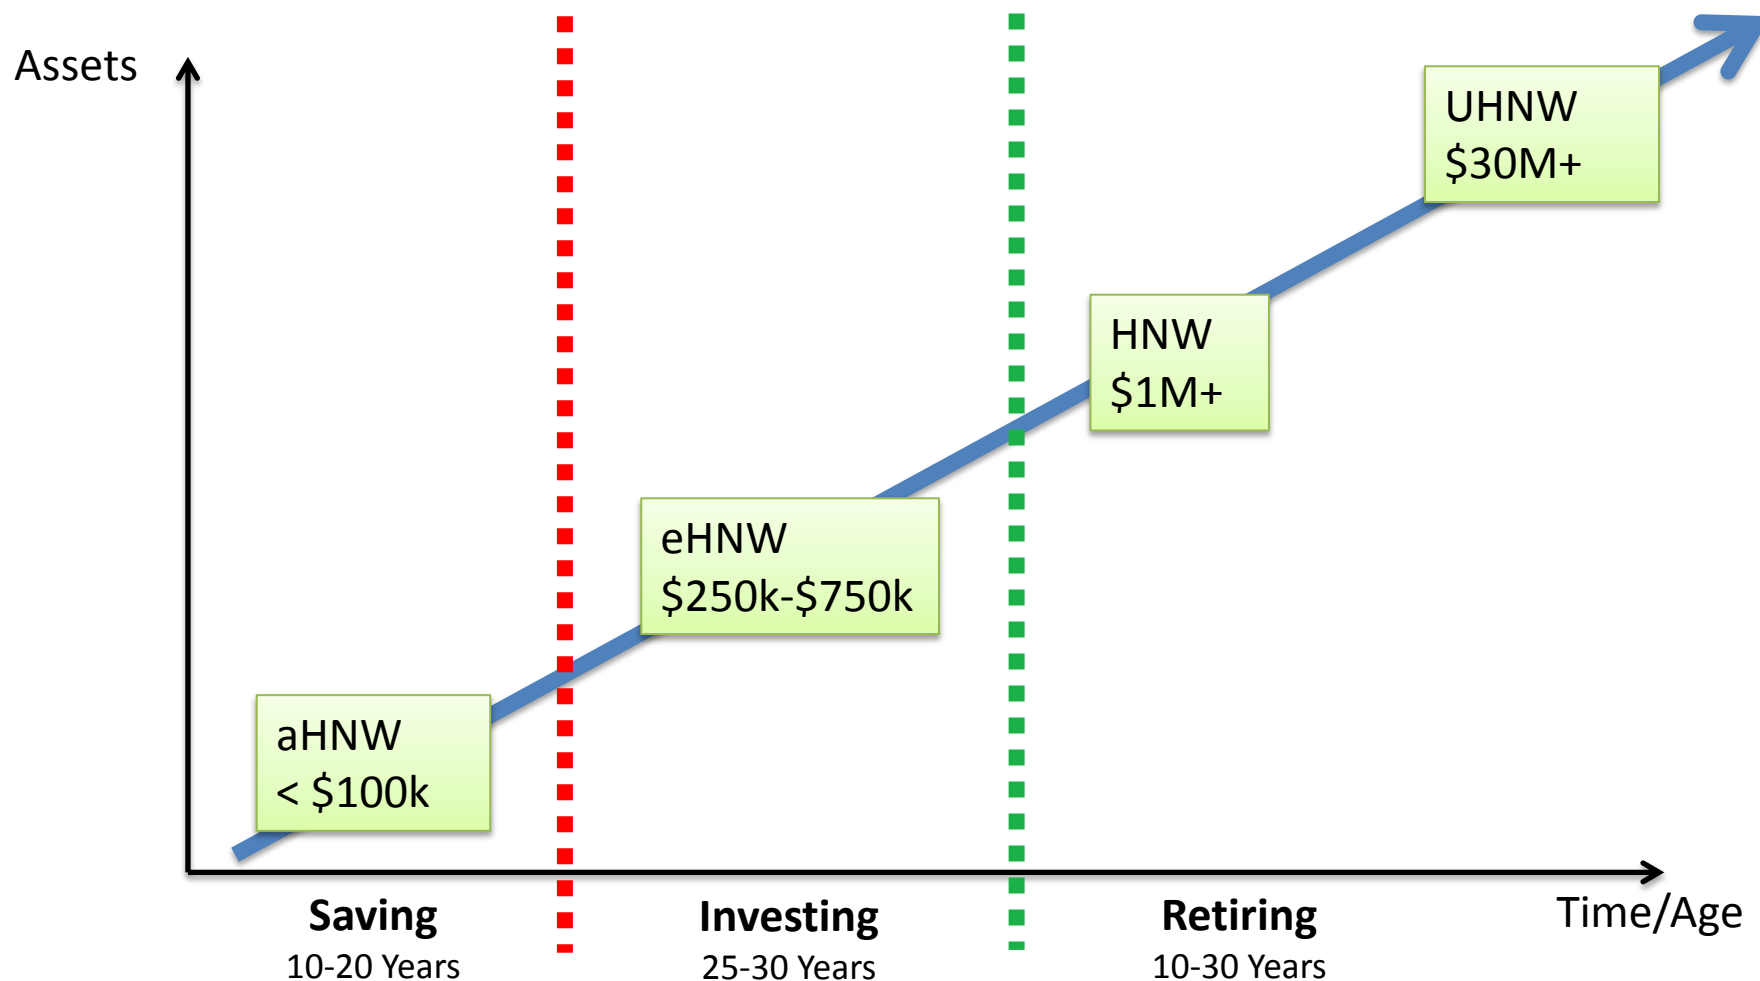 Assets
UHNW
$30M+
HNW
$1M+
eHNW
$250k-$750k
aHNW
< $100k
Saving
10-20 Years
Investing
25-30 Years
Retiring
10-30 Years
Time/Age